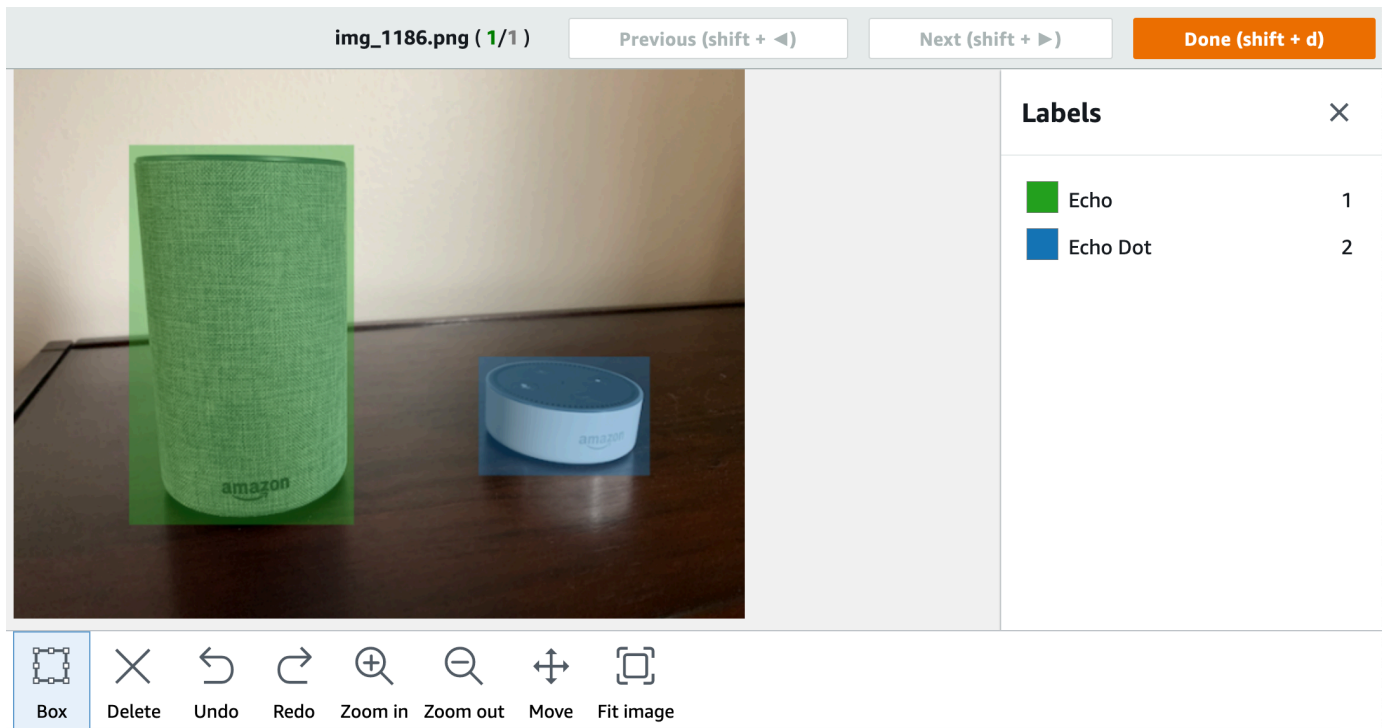 img_1186.png ( 1/1 )
Previous (shift + ◄)
Next (shift + ►)
Done (shift + d)
Labels
Echo 1
Echo Dot 2
amazon
amazon
Box
Delete
Undo
Redo
Zoom in
Zoom out
Move
Fit image